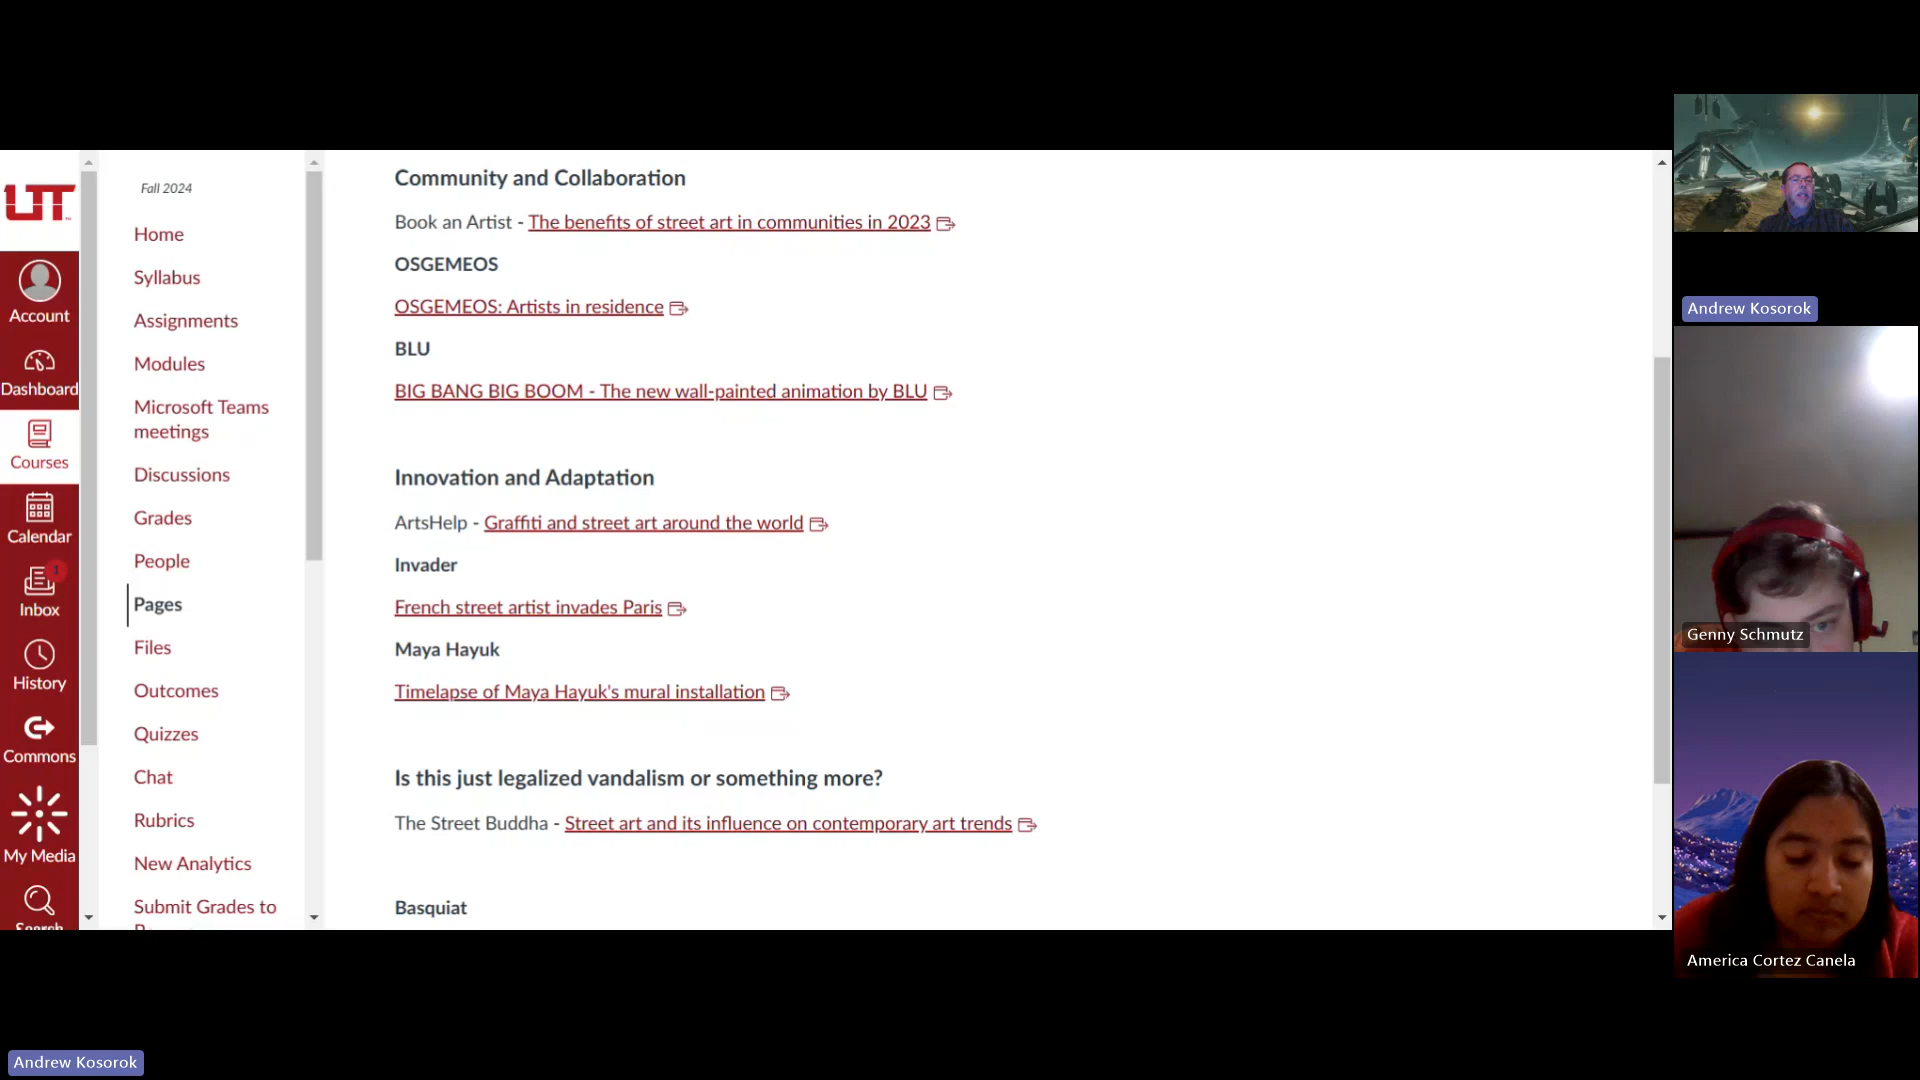 UT
Account
Dashboard
Courses
Calendar
1
Inbox
History
Commons
My Media
Search
Fall 2024
Home
Syllabus
Assignments
Modules
Microsoft Teams
meetings
Discussions
Grades
People
Pages
Files
Outcomes
Quizzes
Chat
Rubrics
New Analytics
Submit Grades to
Community and Collaboration
Book an Artist - The benefits of street art in communities in 2023
OSGEMEOS
OSGEMEOS: Artists in residence
BLU
BIG BANG BIG BOOM - The new wall-painted animation by BLU
Innovation and Adaptation
ArtsHelp - Graffiti and street art around the world
Invader
French street artist invades Paris
Maya Hayuk
Timelapse of Maya Hayuk's mural installation
Is this just legalized vandalism or something more?
The Street Buddha - Street art and its influence on contemporary art trends
Basquiat
Andrew Kosorok
Genny Schmutz
America Cortez Canela
Andrew Kosorok